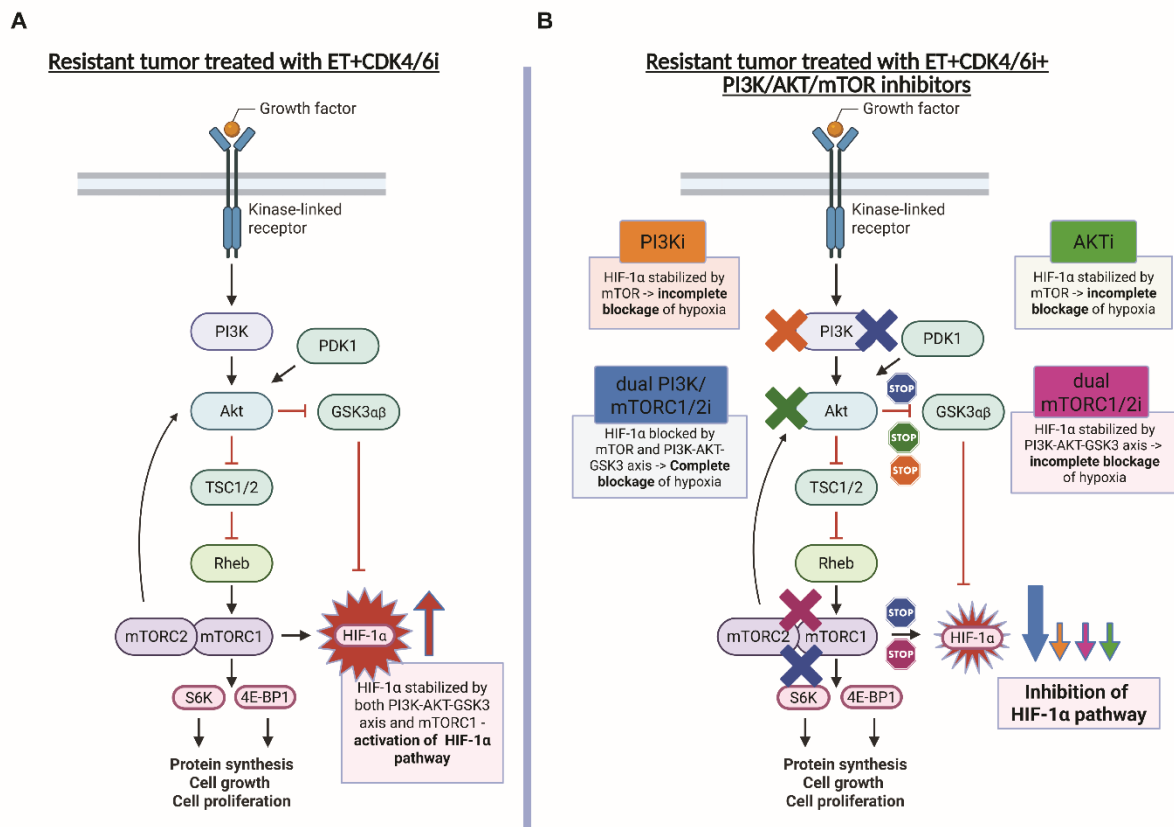 A
Resistant tumor treated with ET+CDK4/6i
Growth factor
Kinase-linked
receptor
PI3K
PDK1
Akt
GSK3αβ
TSC1/2
Rheb
mTORC2
mTORC1
HIF-1α
S6K
4E-BP1
HIF-1α stabilized by
both PI3K-AKT-GSK3
axis and mTORC1 -
activation of HIF-1α
pathway
Protein synthesis
Cell growth
Cell proliferation
B
Resistant tumor treated with ET+CDK4/6i+
PI3K/AKT/mTOR inhibitors
Growth factor
Kinase-linked
receptor
PI3Ki
HIF-1α stabilized by
mTOR -> incomplete
blockage of hypoxia
AKTi
HIF-1α stabilized by
mTOR -> incomplete
blockage of hypoxia
PI3K
PDK1
dual PI3K/
mTORC1/2i
HIF-1α blocked by
mTOR and PI3K-AKT-
GSK3 axis -> Complete
blockage of hypoxia
dual
mTORC1/2i
HIF-1α stabilized by
PI3K-AKT-GSK3 axis->
incomplete blockage
of hypoxia
STOP
Akt
GSK3αβ
STOP
STOP
TSC1/2
Rheb
STOP
mTORC2
mTORC1
HIF-1α
STOP
S6K
4E-BP1
Inhibition of
HIF-1α pathway
Protein synthesis
Cell growth
Cell proliferation